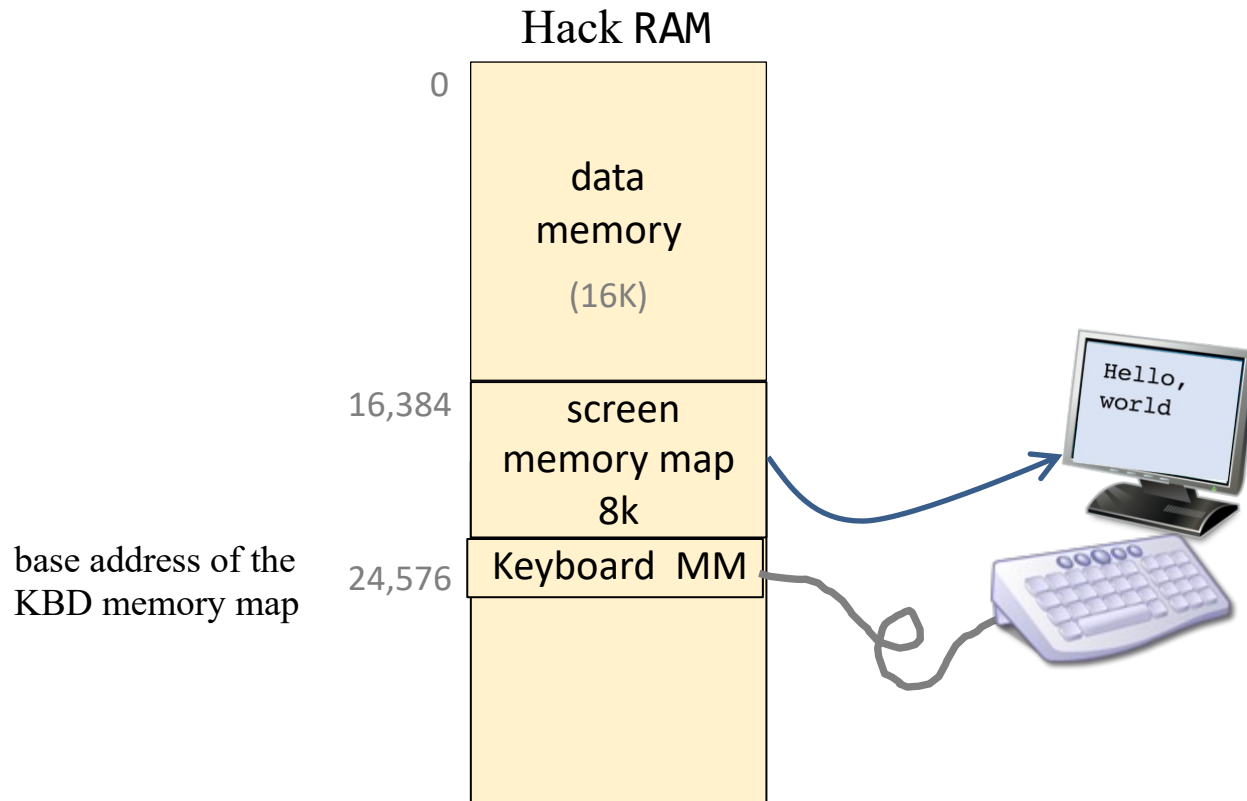 Hack RAM
0
data
memory
(16K)
16,384
screen
memory map
8k
Hello,
world
base address of the
KBD memory map
24,576
Keyboard MM